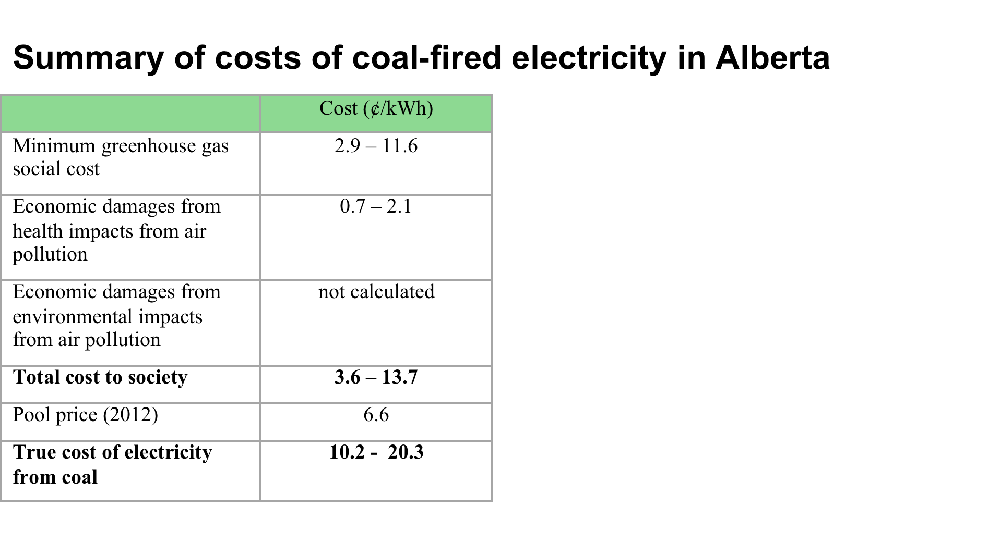 Summary of costs of coal-fired electricity in Alberta
Cost (¢/kWh)
Minimum greenhouse gas
social cost
2.9 – 11.6
Economic damages from
health impacts from air
pollution
0.7 – 2.1
Economic damages from
environmental impacts
from air pollution
not calculated
Total cost to society
3.6 – 13.7
Pool price (2012)
6.6
True cost of electricity
from coal
10.2 -  20.3